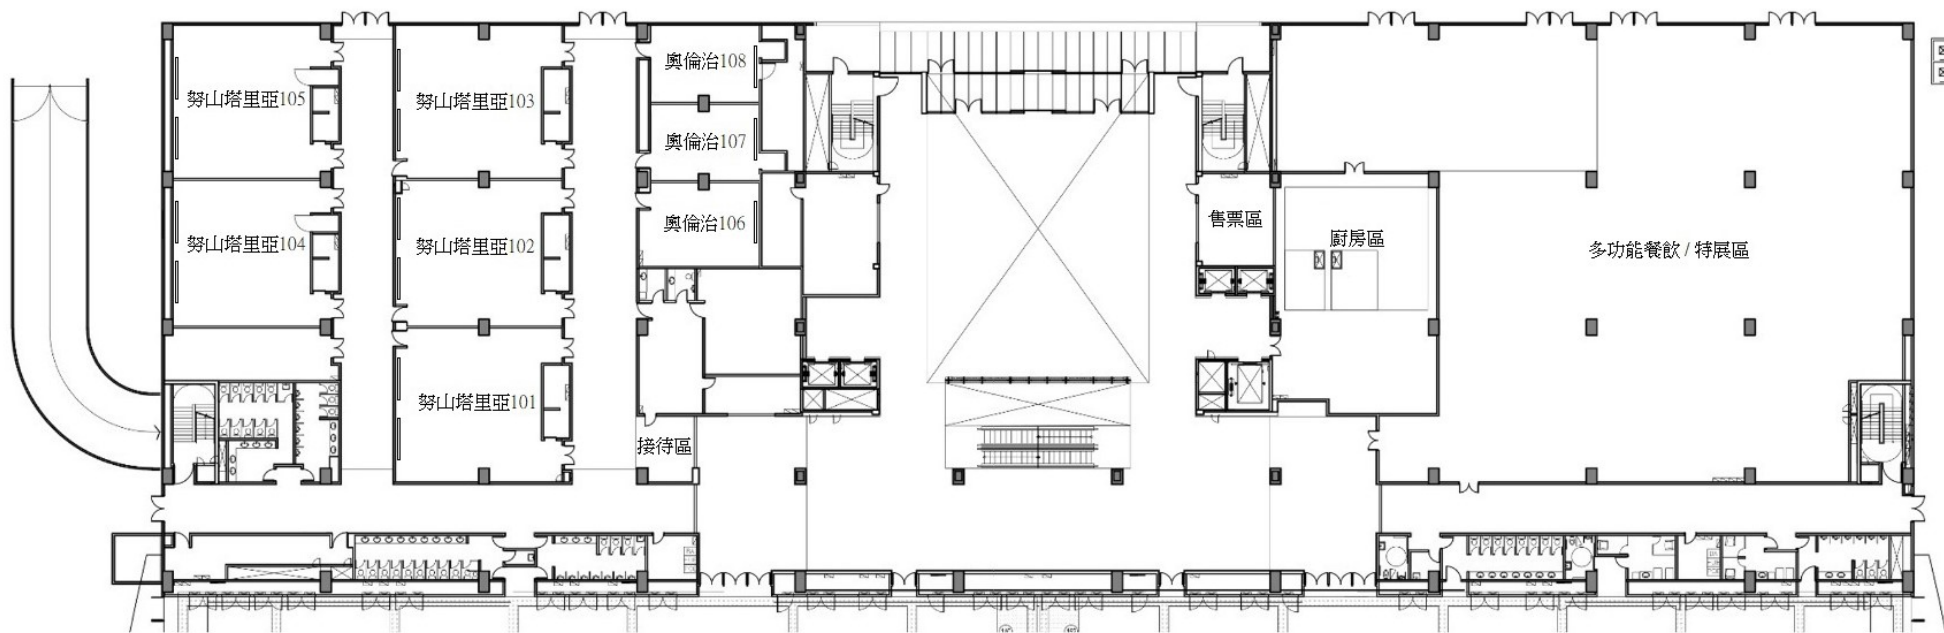 奧倫治108
努山塔里亞105
努山塔里亞103
奧倫治107
奧倫治106
售票區
努山塔里亞104
努山塔里亞102
廚房區
多功能餐飲 / 特展區
努山塔里亞101
接待區